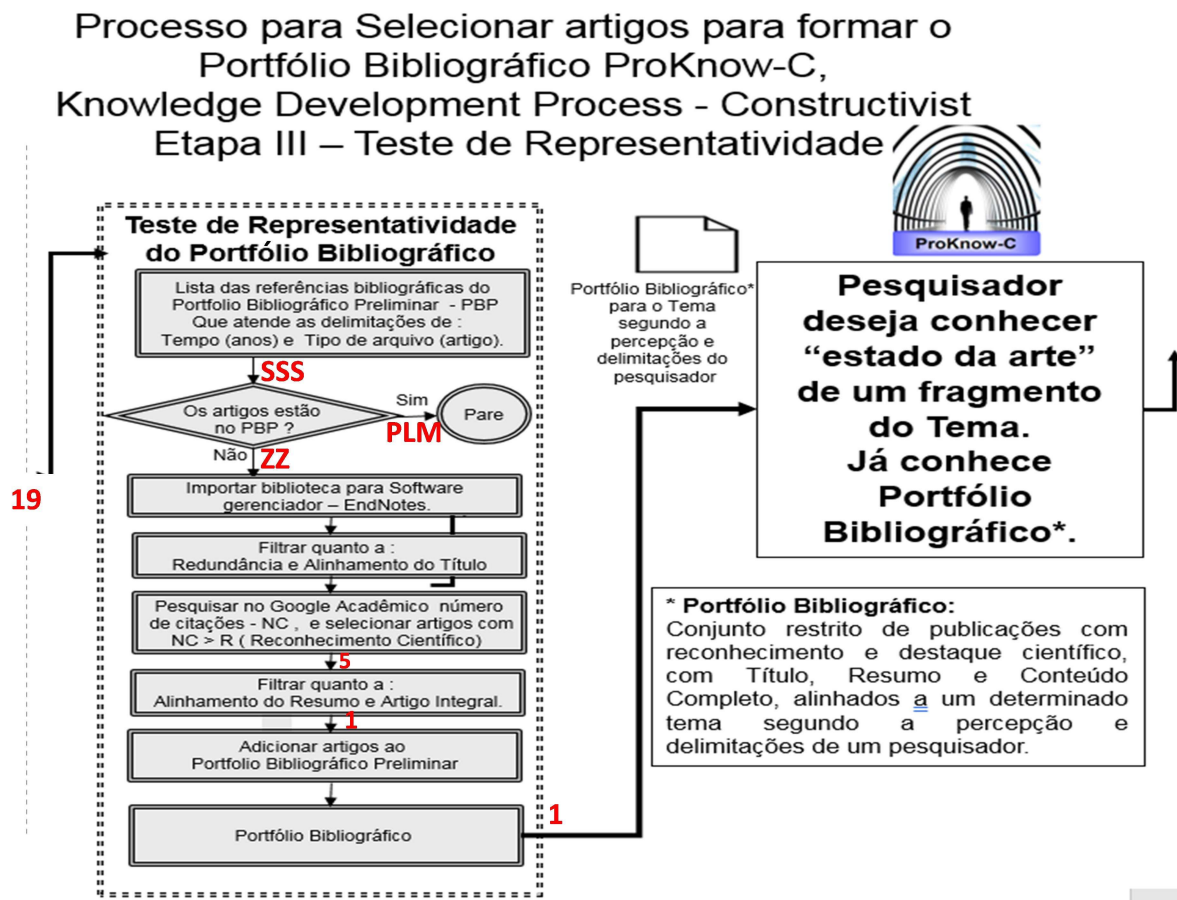 Processo para Selecionar artigos para formar o
Portfólio Bibliográfico ProKnow-C,
Knowledge Development Process - Constructivist
Etapa III – Teste de Representatividade
ProKnow-C
Teste de Representatividade
do Portfólio Bibliográfico
Lista das referências bibliográficas do
Portfolio Bibliográfico Preliminar - PBP
Que atende as delimitações de :
Tempo (anos) e Tipo de arquivo (artigo).
SSS
Os artigos estão
no PBP ?
Sim
PLM
Pare
Não
ZZ
19
Importar biblioteca para Software
gerenciador – EndNotes.
Filtrar quanto a :
Redundância e Alinhamento do Título
Pesquisar no Google Acadêmico número
de citações - NC , e selecionar artigos com
NC > R ( Reconhecimento Científico)
5
Filtrar quanto a :
Alinhamento do Resumo e Artigo Integral.
1
Adicionar artigos ao
Portfolio Bibliográfico Preliminar
Portfólio Bibliográfico
1
Portfólio Bibliográfico*
para o Tema
segundo a
percepção e
delimitações do
pesquisador
Pesquisador
deseja conhecer
“estado da arte”
de um fragmento
do Tema.
Já conhece
Portfólio
Bibliográfico*.
* Portfólio Bibliográfico:
Conjunto restrito de publicações com
reconhecimento e destaque científico,
com Título, Resumo e Conteúdo
Completo, alinhados a um determinado
tema segundo a percepção e
delimitações de um pesquisador.